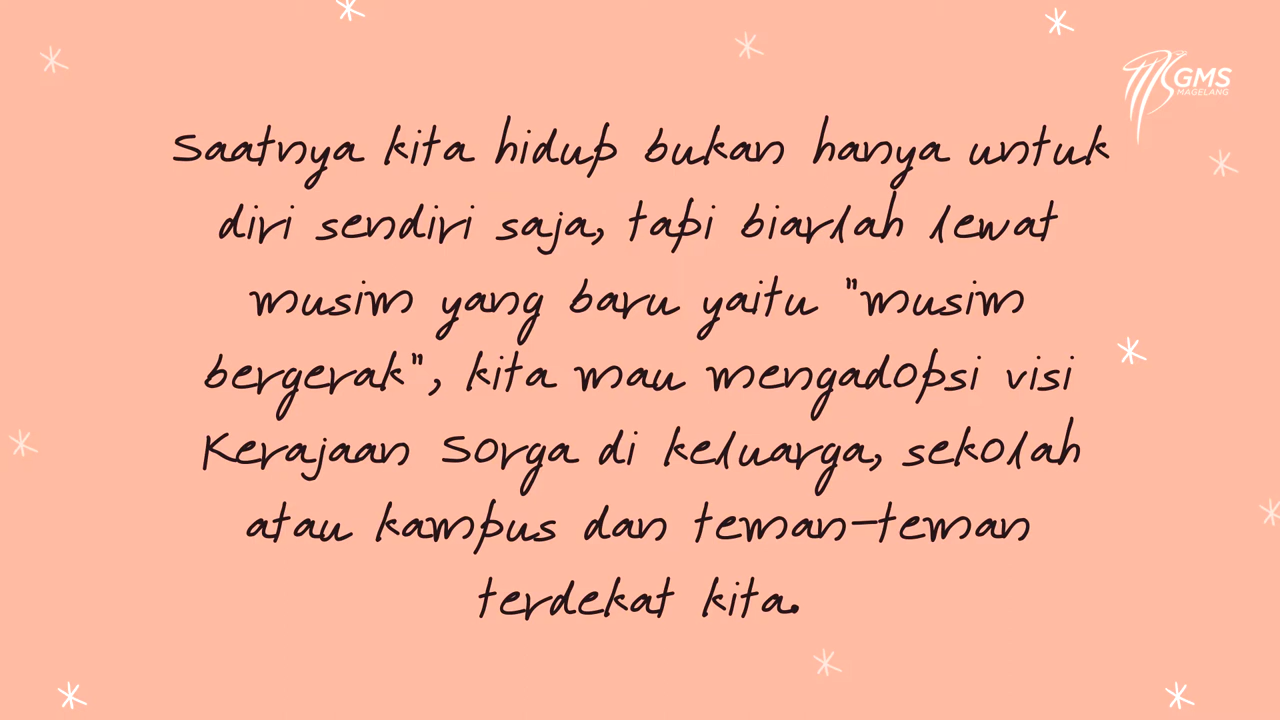 GMS
MAGELANG
Saatnya kita hidup bukan hanya untuk
diri sendiri saja, tapi biarlah lewat
musim yang baru yaitu "musim
bergerak", kita mau mengadopsi visi
Kerajaan Sorga di keluarga, sekolah
atau kampus dan teman-teman
terdekat kita.